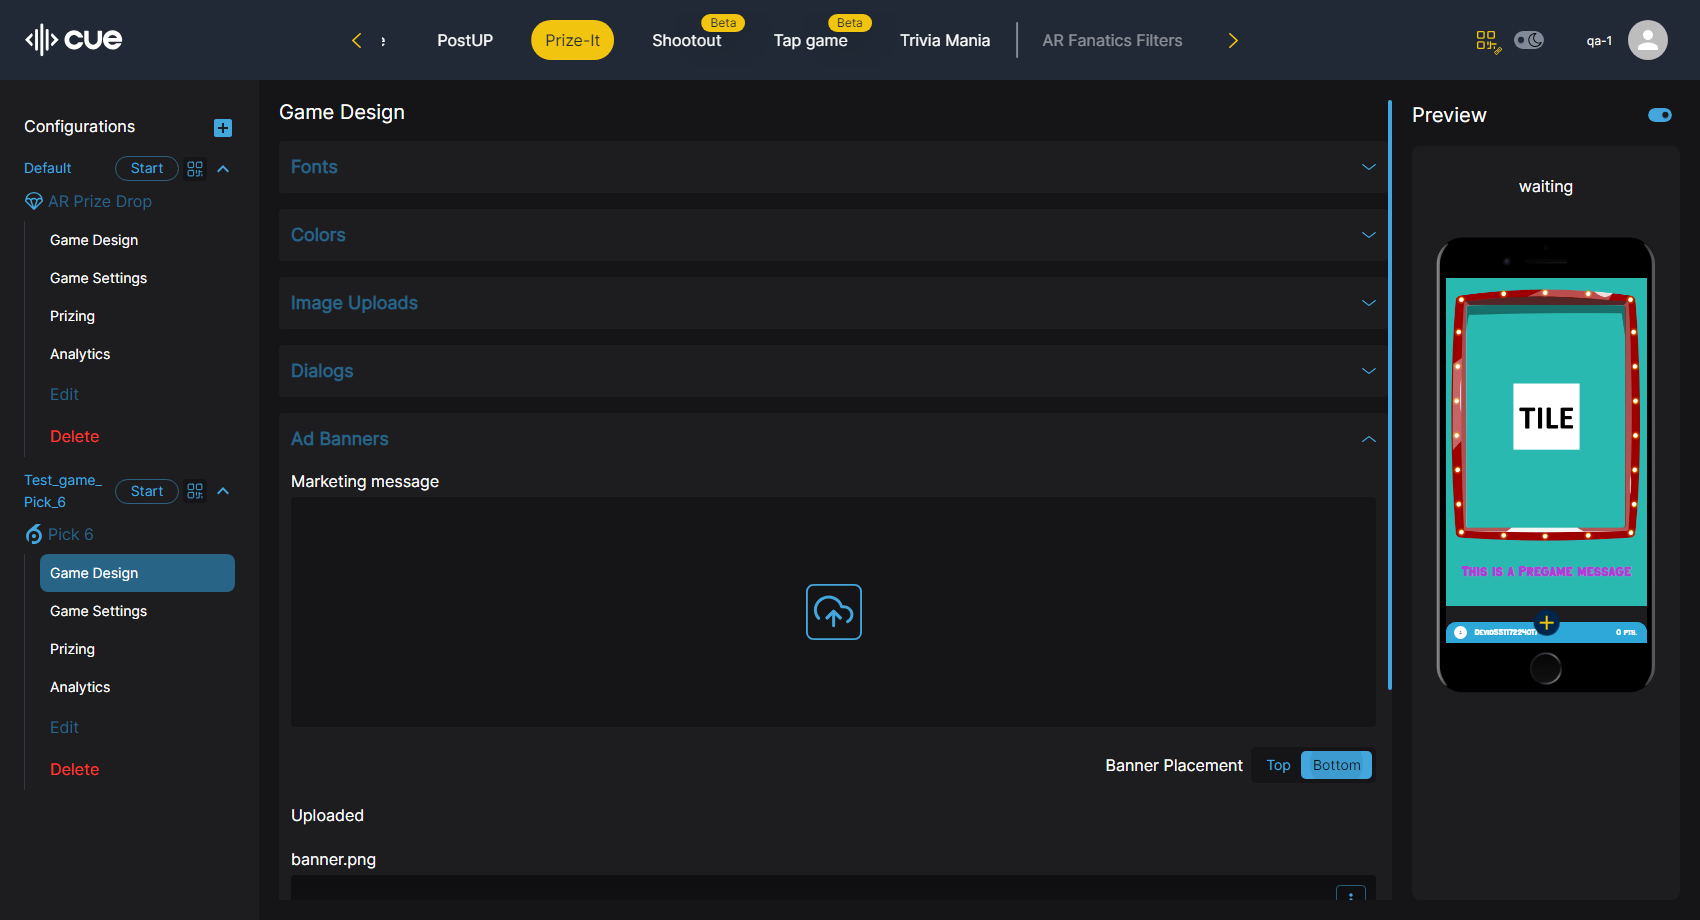 cue
PostUP
Prize-It
Beta
Shootout
Beta
Tap game
Trivia Mania
AR Fanatics Filters
qa-1
Configurations
Default
Start
AR Prize Drop
Game Design
Game Settings
Prizing
Analytics
Edit
Delete
Test_game_
Pick_6
Start
Pick 6
Game Design
Game Settings
Prizing
Analytics
Edit
Delete
Game Design
Fonts
Colors
Image Uploads
Dialogs
Ad Banners
Marketing message
Banner Placement
Top
Bottom
Uploaded
banner.png
Preview
waiting
TILE
This is a Pregame message
0 pts.